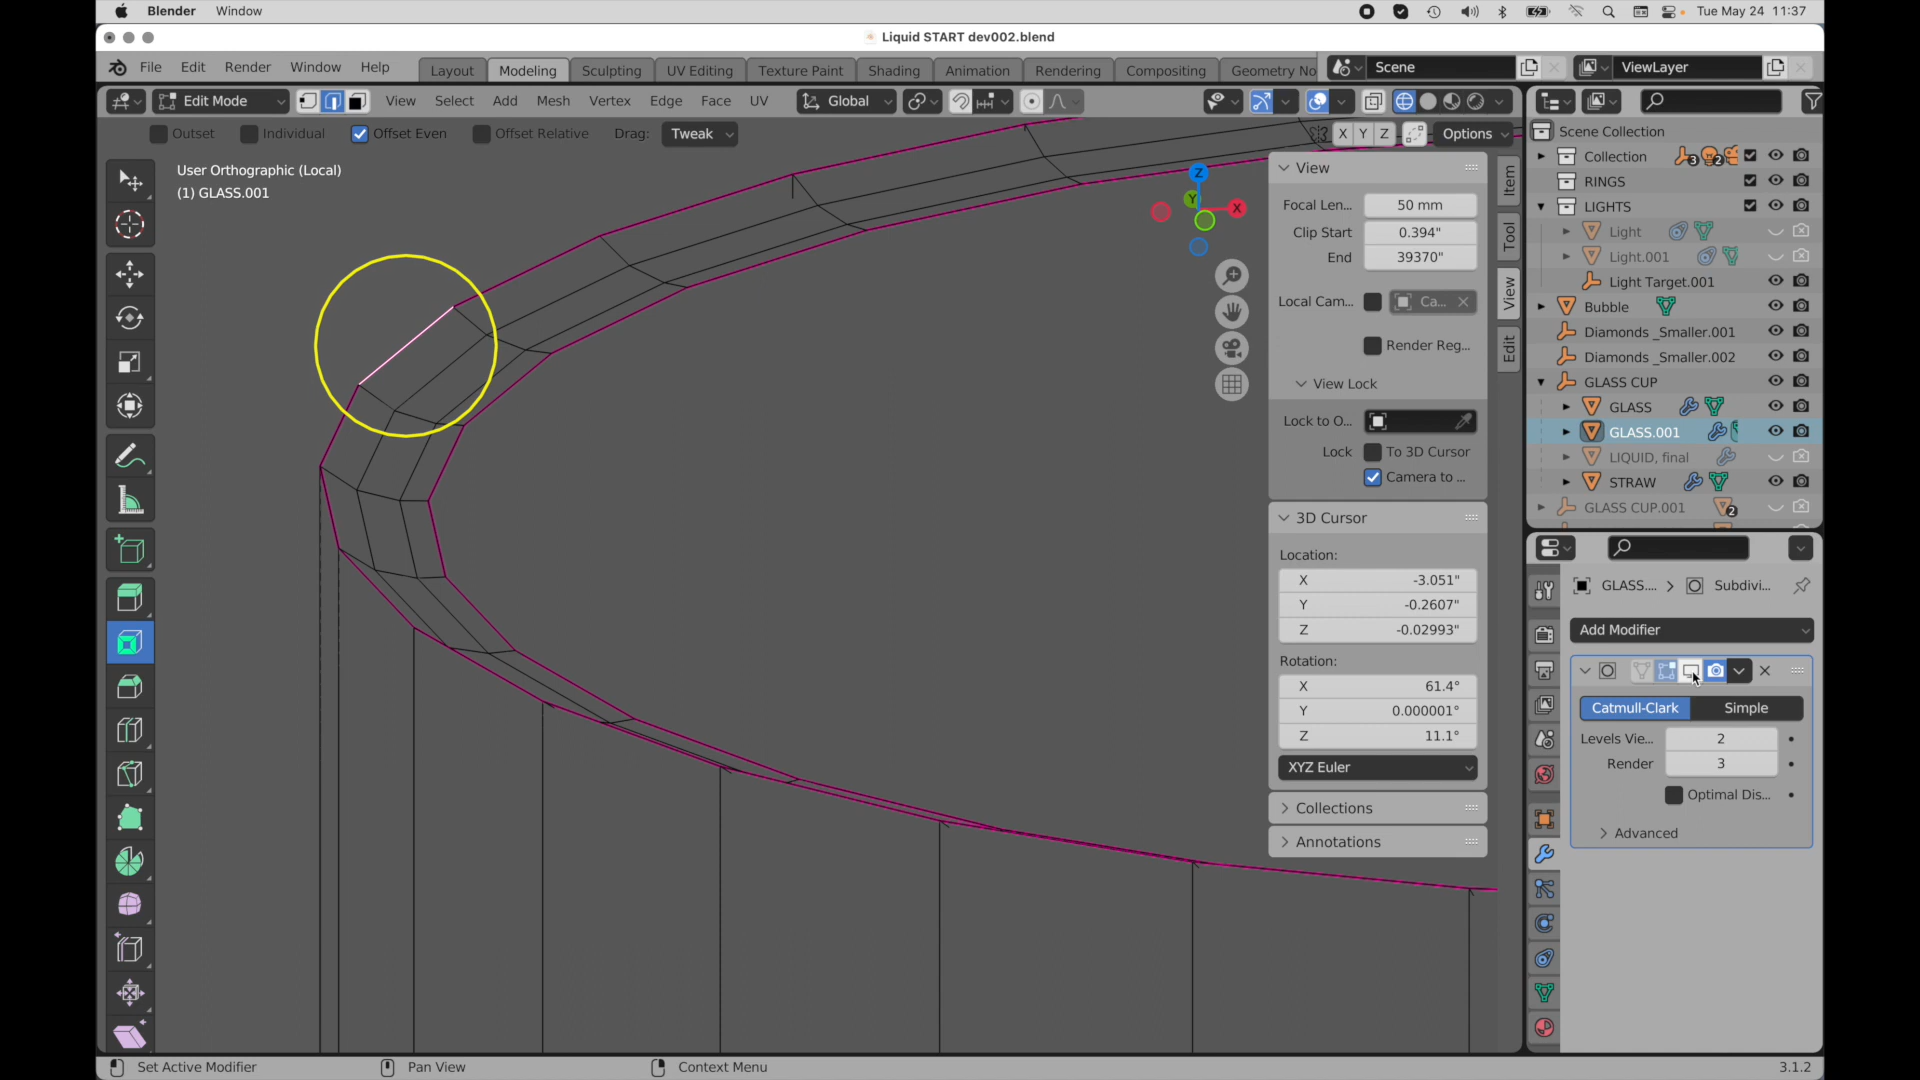 Blender Window Tue May 24 11:37
Liquid START dev002.blend
File Edit Render Window Help Layout Modeling Sculpting UV Editing Texture Paint Shading Animation Rendering Compositing Geometry No Scene ViewLayer
Edit Mode View Select Add Mesh Vertex Edge Face UV Global
Outset Individual Offset Even Offset Relative Drag: Tweak X Y Z Options
User Orthographic (Local)
(1) GLASS.001
Z
Y
X
View
Focal Len... 50 mm
Clip Start 0.394"
End 39370"
Local Cam... Ca...
Render Reg...
View Lock
Lock to O...
Lock To 3D Cursor
Camera to ...
3D Cursor
Location:
X -3.051"
Y -0.2607"
Z -0.02993"
Rotation:
X 61.4°
Y 0.000001°
Z 11.1°
XYZ Euler
Collections
Annotations
Item
Tool
View
Edit
Scene Collection
Collection 3 2
RINGS
LIGHTS
Light
Light.001
Light Target.001
Bubble
Diamonds _Smaller.001
Diamonds _Smaller.002
GLASS CUP
GLASS
GLASS.001
LIQUID, final
STRAW
GLASS CUP.001 2
GLASS.... > Subdivi...
Add Modifier
Catmull-Clark Simple
Levels Vie... 2
Render 3
Optimal Dis...
Advanced
Set Active Modifier Pan View Context Menu 3.1.2